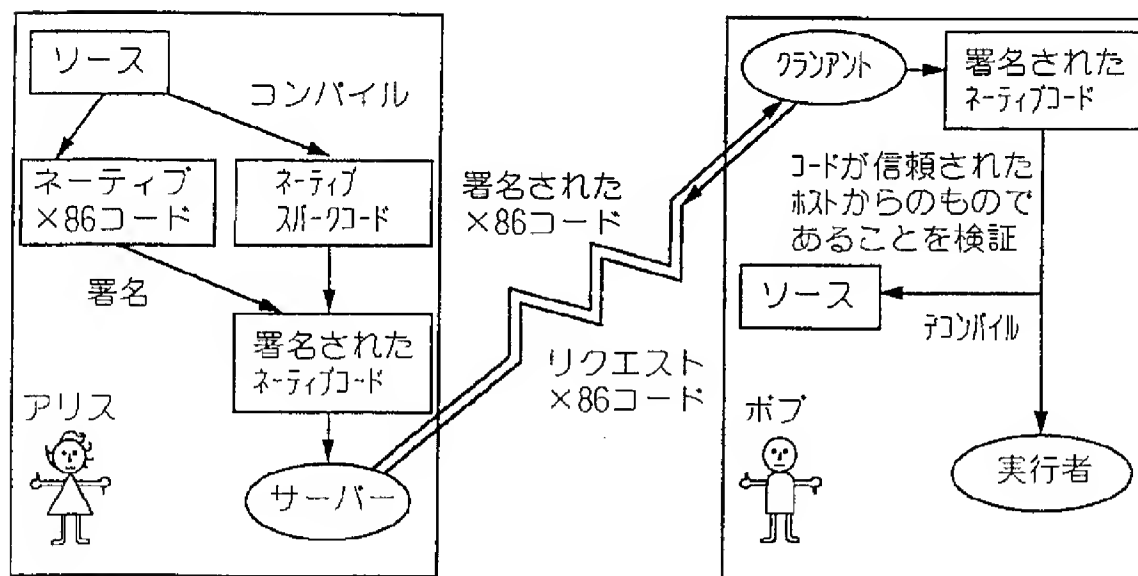 ソース
コンパイル
ネーティブ
×86コード
ネーティブ
スパークコード
署名
署名された
ネーティブコード
アリス
サーバー
署名された
×86コード
リクエスト
×86コード
クランアント
署名された
ネーティブコード
コードが信頼された
ホストからのもので
あることを検証
ソース
デコンパイル
ボブ
実行者